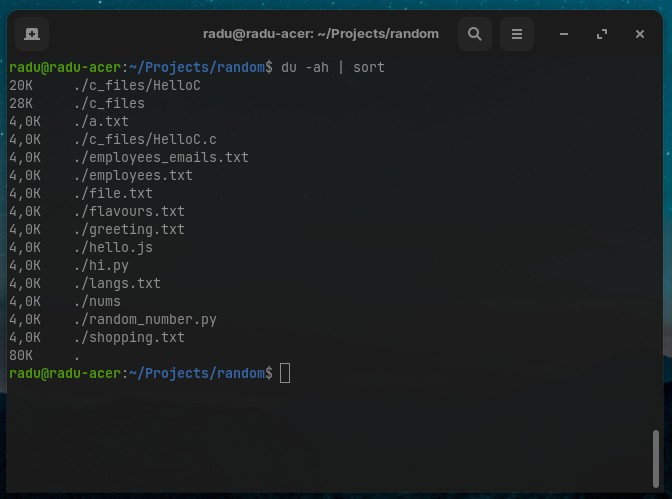 radu@radu-acer: ~/Projects/random
radu@radu-acer:~/Projects/random$ du -ah | sort
20K     ./c_files/HelloC
28K     ./c_files
4,0K    ./a.txt
4,0K    ./c_files/HelloC.c
4,0K    ./employees_emails.txt
4,0K    ./employees.txt
4,0K    ./file.txt
4,0K    ./flavours.txt
4,0K    ./greeting.txt
4,0K    ./hello.js
4,0K    ./hi.py
4,0K    ./langs.txt
4,0K    ./nums
4,0K    ./random_number.py
4,0K    ./shopping.txt
80K     .
radu@radu-acer:~/Projects/random$